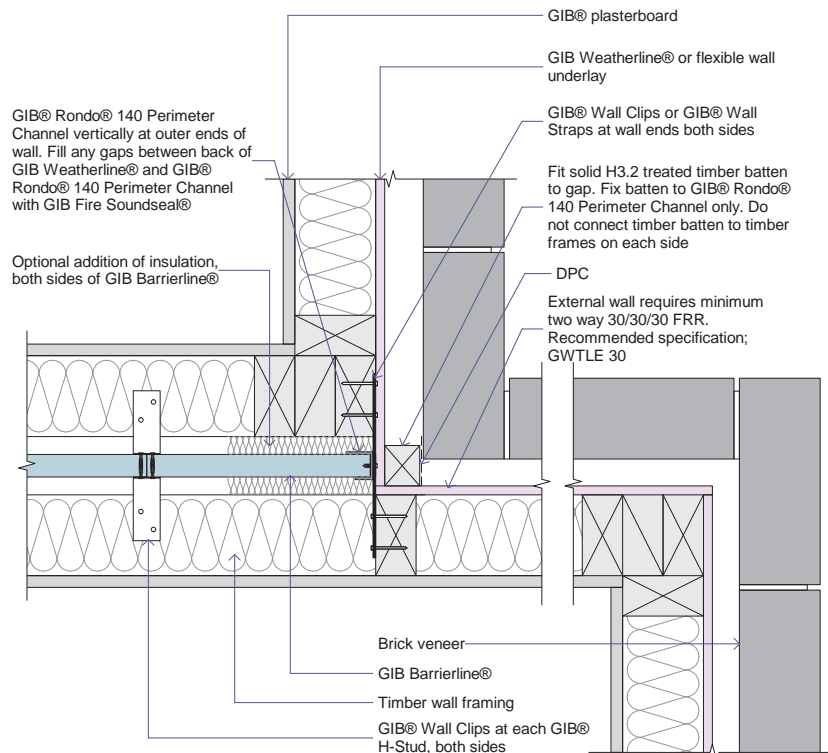 GIB® plasterboard
GIB Weatherline® or flexible wall
underlay
GIB® Wall Clips or GIB® Wall
Straps at wall ends both sides
GIB® Rondo® 140 Perimeter
Channel vertically at outer ends of
wall. Fill any gaps between back of
GIB Weatherline® and GIB®
Rondo® 140 Perimeter Channel
with GIB Fire Soundseal®
Fit solid H3.2 treated timber batten
to gap. Fix batten to GIB® Rondo®
140 Perimeter Channel only. Do
not connect timber batten to timber
frames on each side
Optional addition of insulation,
both sides of GIB Barrierline®
DPC
External wall requires minimum
two way 30/30/30 FRR.
Recommended specification;
GWTLE 30
Brick veneer
GIB Barrierline®
Timber wall framing
GIB® Wall Clips at each GIB®
H-Stud, both sides